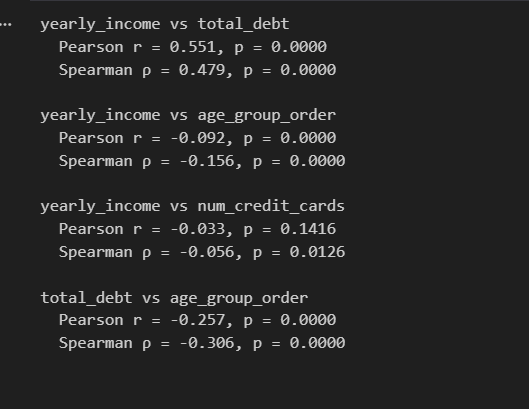 ...
yearly_income vs total_debt
Pearson r = 0.551, p = 0.0000
Spearman ρ = 0.479, p = 0.0000
yearly_income vs age_group_order
Pearson r = -0.092, p = 0.0000
Spearman ρ = -0.156, p = 0.0000
yearly_income vs num_credit_cards
Pearson r = -0.033, p = 0.1416
Spearman ρ = -0.056, p = 0.0126
total_debt vs age_group_order
Pearson r = -0.257, p = 0.0000
Spearman ρ = -0.306, p = 0.0000